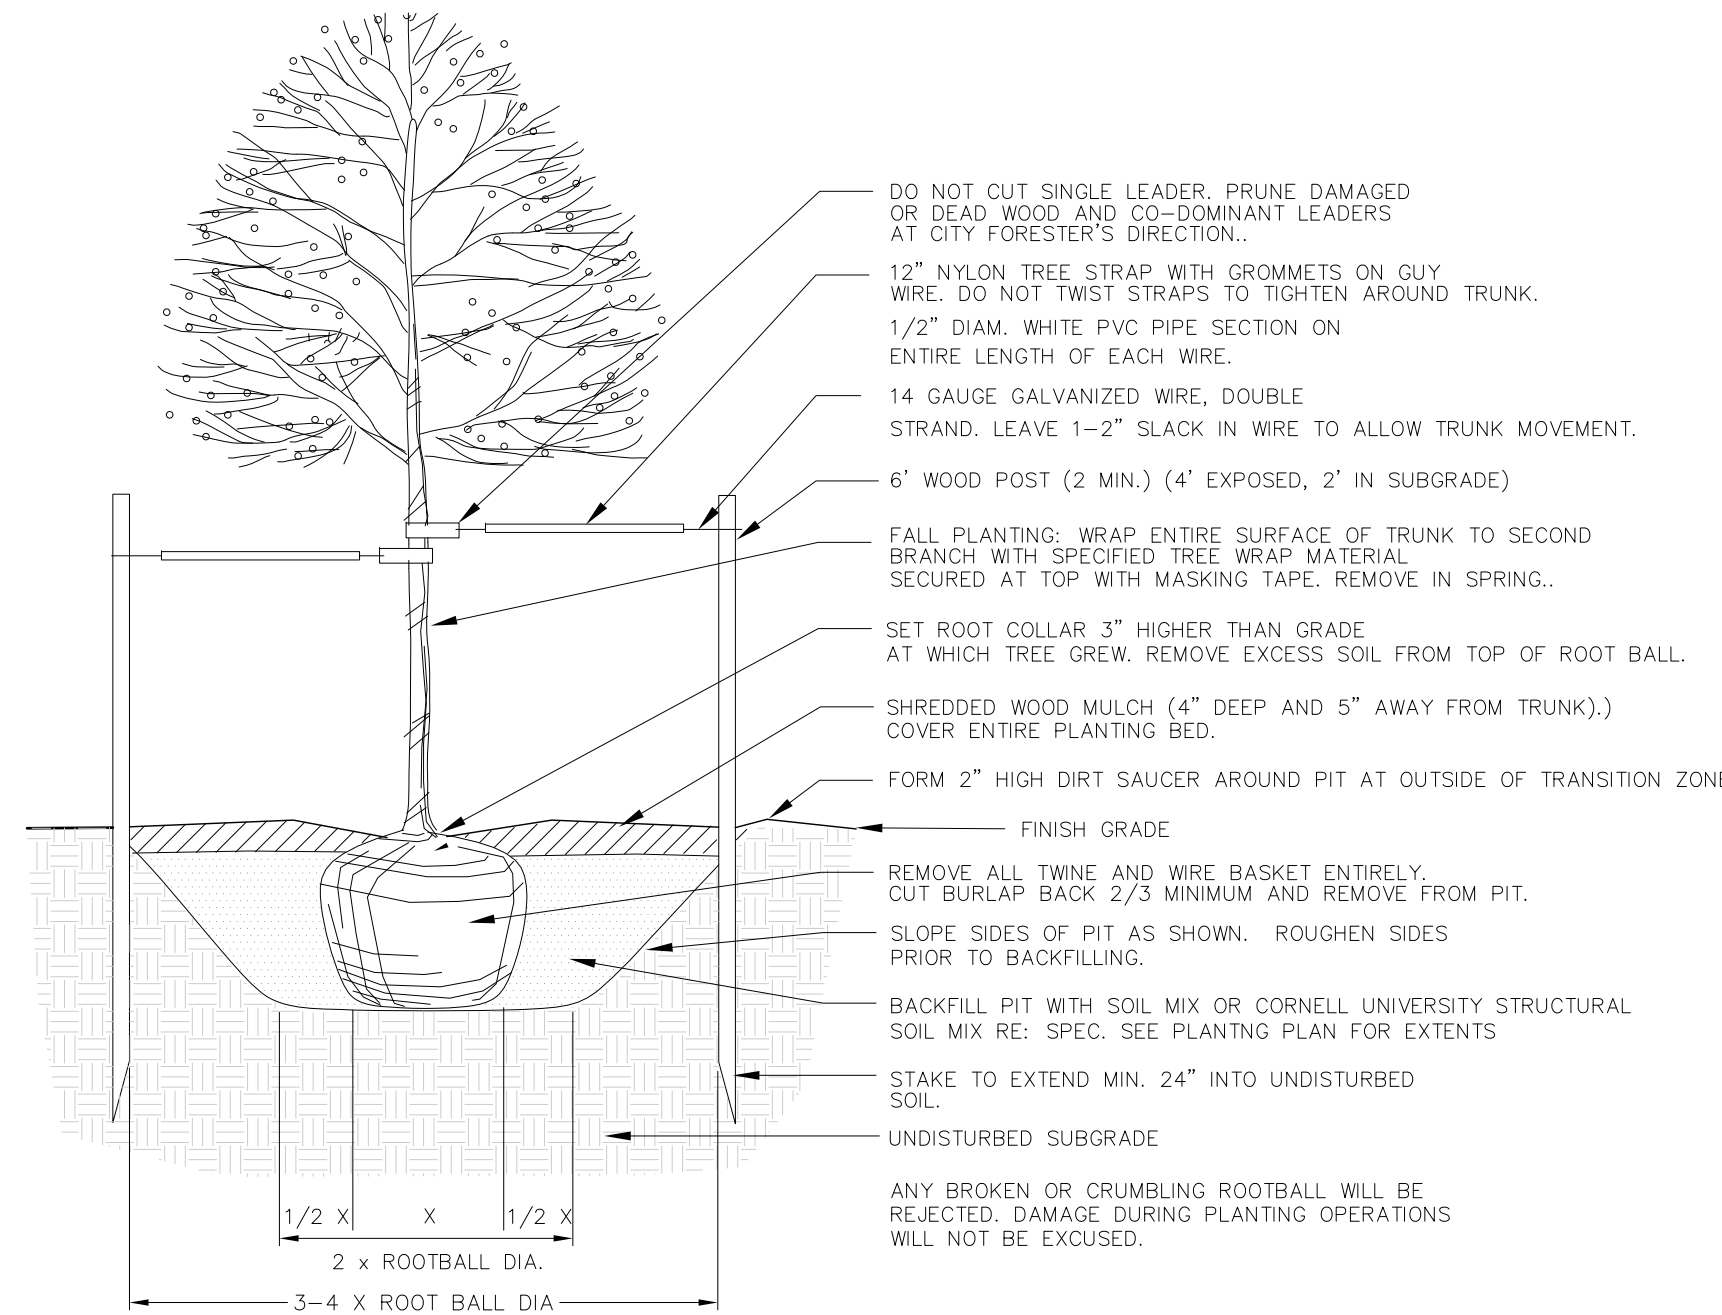 DO NOT CUT SINGLE LEADER. PRUNE DAMAGED
OR DEAD WOOD AND CO-DOMINANT LEADERS
AT CITY FORESTER'S DIRECTION..
12" NYLON TREE STRAP WITH GROMMETS ON GUY
WIRE. DO NOT TWIST STRAPS TO TIGHTEN AROUND TRUNK.
1/2" DIAM. WHITE PVC PIPE SECTION ON
ENTIRE LENGTH OF EACH WIRE.
14 GAUGE GALVANIZED WIRE, DOUBLE
STRAND. LEAVE 1-2" SLACK IN WIRE TO ALLOW TRUNK MOVEMENT.
6' WOOD POST (2 MIN.) (4' EXPOSED, 2' IN SUBGRADE)
FALL PLANTING: WRAP ENTIRE SURFACE OF TRUNK TO SECOND
BRANCH WITH SPECIFIED TREE WRAP MATERIAL
SECURED AT TOP WITH MASKING TAPE. REMOVE IN SPRING..
SET ROOT COLLAR 3" HIGHER THAN GRADE
AT WHICH TREE GREW. REMOVE EXCESS SOIL FROM TOP OF ROOT BALL.
SHREDDED WOOD MULCH (4" DEEP AND 5" AWAY FROM TRUNK).)
COVER ENTIRE PLANTING BED.
FORM 2" HIGH DIRT SAUCER AROUND PIT AT OUTSIDE OF TRANSITION ZONE
FINISH GRADE
REMOVE ALL TWINE AND WIRE BASKET ENTIRELY.
CUT BURLAP BACK 2/3 MINIMUM AND REMOVE FROM PIT.
SLOPE SIDES OF PIT AS SHOWN. ROUGHEN SIDES
PRIOR TO BACKFILLING.
BACKFILL PIT WITH SOIL MIX OR CORNELL UNIVERSITY STRUCTURAL
SOIL MIX RE: SPEC. SEE PLANTNG PLAN FOR EXTENTS
STAKE TO EXTEND MIN. 24" INTO UNDISTURBED
SOIL.
UNDISTURBED SUBGRADE
ANY BROKEN OR CRUMBLING ROOTBALL WILL BE
REJECTED. DAMAGE DURING PLANTING OPERATIONS
WILL NOT BE EXCUSED.
1/2 X X 1/2 X
2 x ROOTBALL DIA.
3-4 X ROOT BALL DIA